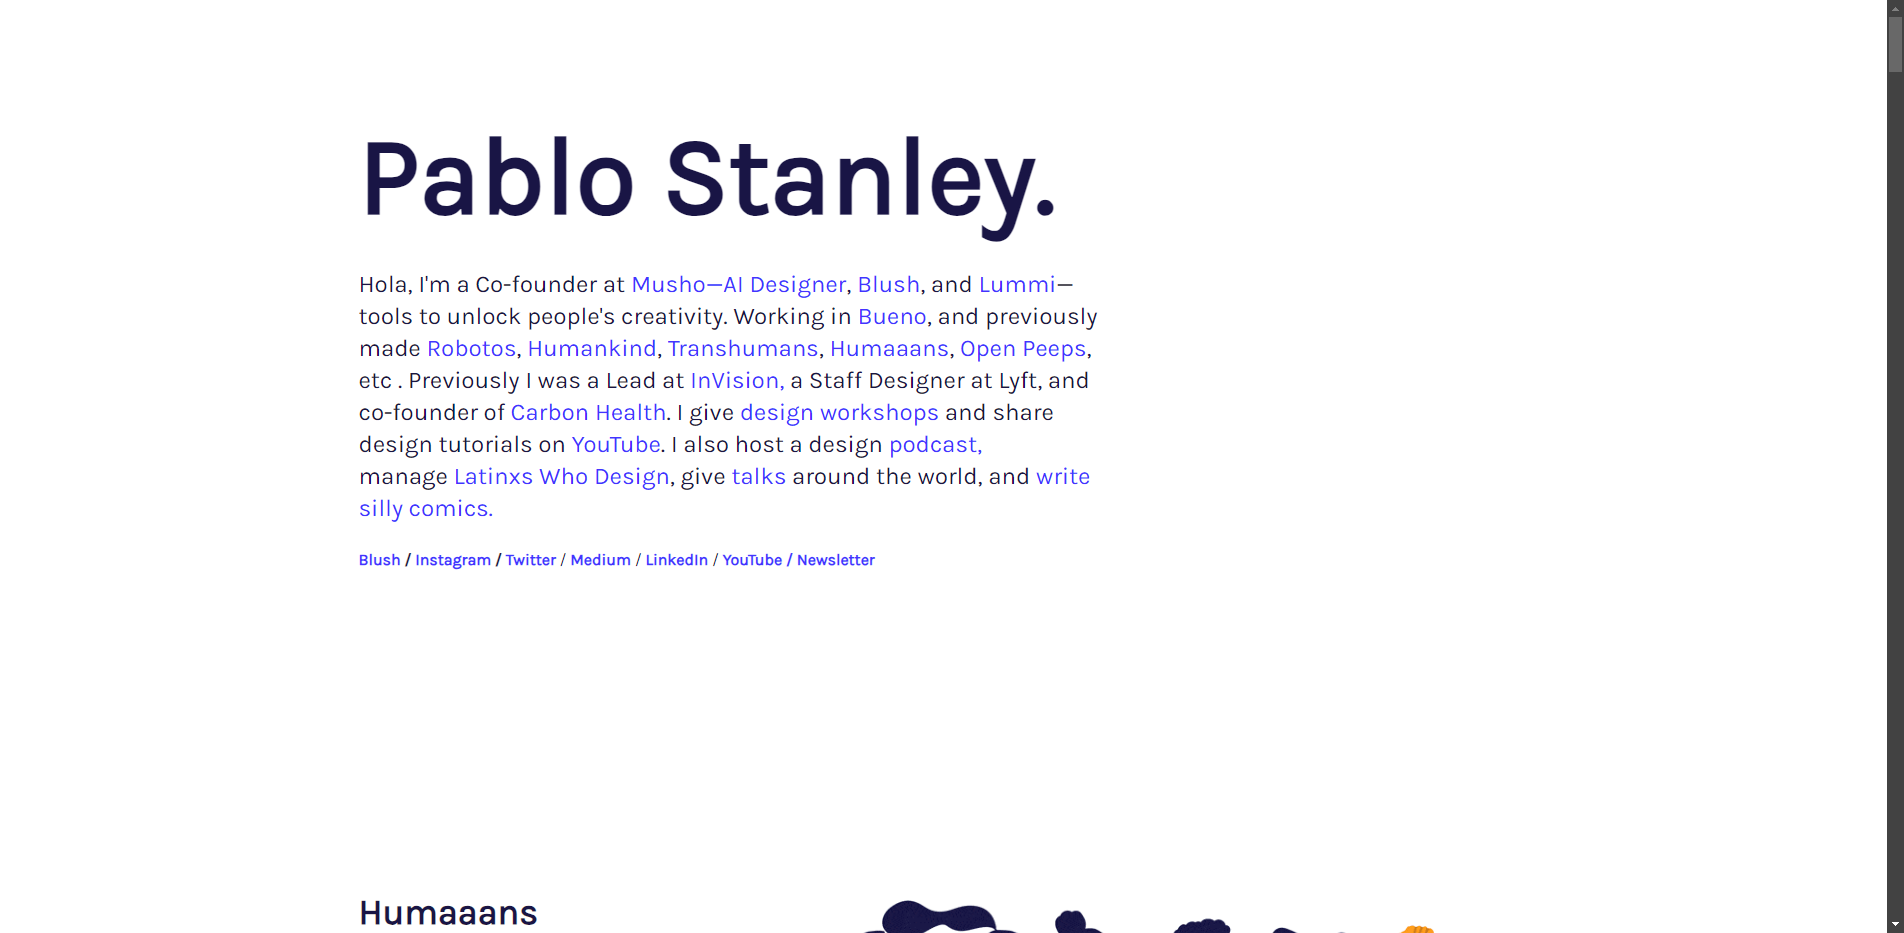 Pablo Stanley.
Hola, I'm a Co-founder at Musho—AI Designer, Blush, and Lummi—
tools to unlock people's creativity. Working in Bueno, and previously
made Robotos, Humankind, Transhumans, Humaaans, Open Peeps,
etc . Previously I was a Lead at InVision, a Staff Designer at Lyft, and
co-founder of Carbon Health. I give design workshops and share
design tutorials on YouTube. I also host a design podcast,
manage Latinxs Who Design, give talks around the world, and write
silly comics.
Blush / Instagram / Twitter / Medium / LinkedIn / YouTube / Newsletter
Humaaans